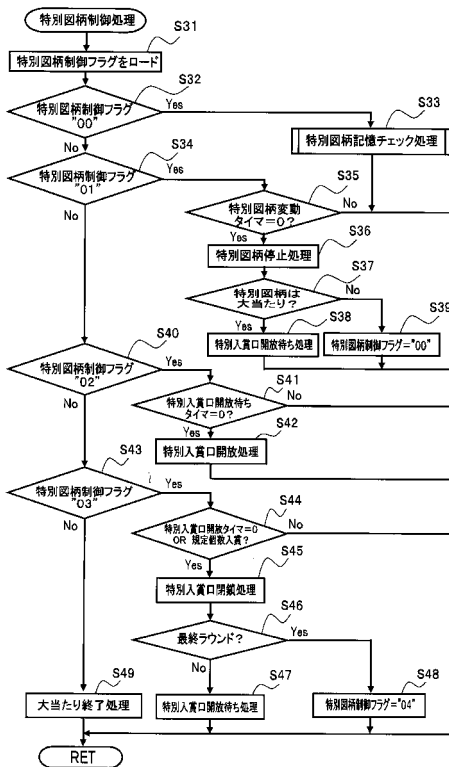 特別図柄制御処理
S31
特別図柄制御フラグをロード
S32
特別図柄制御フラグ
"00"
Yes
No
S33
特別図柄記憶チェック処理
S34
特別図柄制御フラグ
"01"
Yes
No
S35
特別図柄変動
タイマ=0?
No
Yes
S36
特別図柄停止処理
S37
特別図柄は
大当たり?
No
Yes
S38
特別入賞口開放待ち処理
S39
特別図柄制御フラグ="00"
S40
特別図柄制御フラグ
"02"
Yes
No
S41
特別入賞口開放待ち
タイマ=0?
No
Yes
S42
特別入賞口開放処理
S43
特別図柄制御フラグ
"03"
Yes
No
S44
特別入賞口開放タイマ=0
OR 規定個数入賞?
No
Yes
S45
特別入賞口閉鎖処理
S46
最終ラウンド?
Yes
No
S47
特別入賞口開放待ち処理
S48
特別図柄制御フラグ="04"
S49
大当たり終了処理
RET